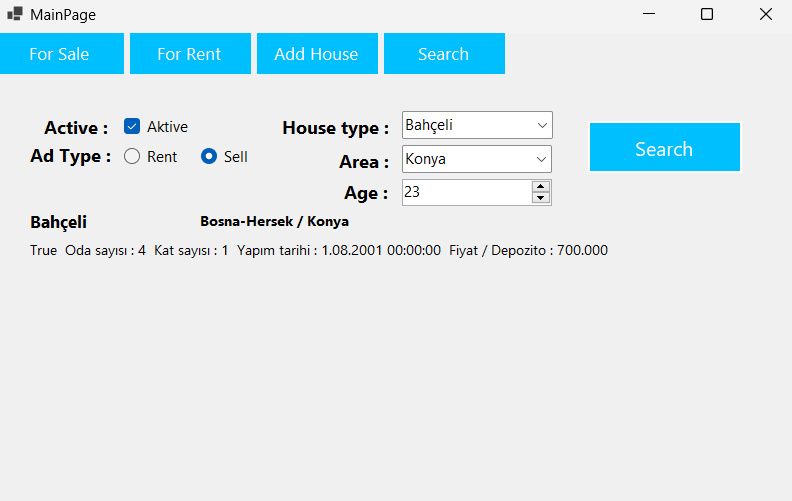 MainPage
For Sale For Rent Add House Search
Active : Aktive House type : Bahçeli
Ad Type : Rent Sell Area : Konya
Search
Age : 23
Bahçeli Bosna-Hersek / Konya
True Oda sayısı : 4 Kat sayısı : 1 Yapım tarihi : 1.08.2001 00:00:00 Fiyat / Depozito : 700.000